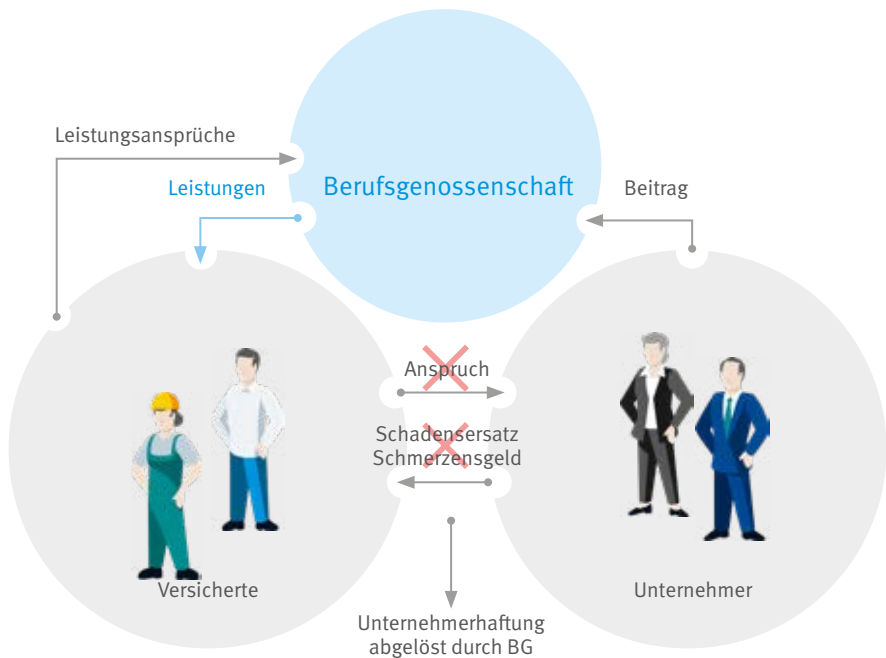 Leistungsansprüche
Leistungen
Berufsgenossenschaft
Beitrag
Anspruch
Schadensersatz
Schmerzensgeld
Versicherte
Unternehmer
Unternehmerhaftung
abgelöst durch BG